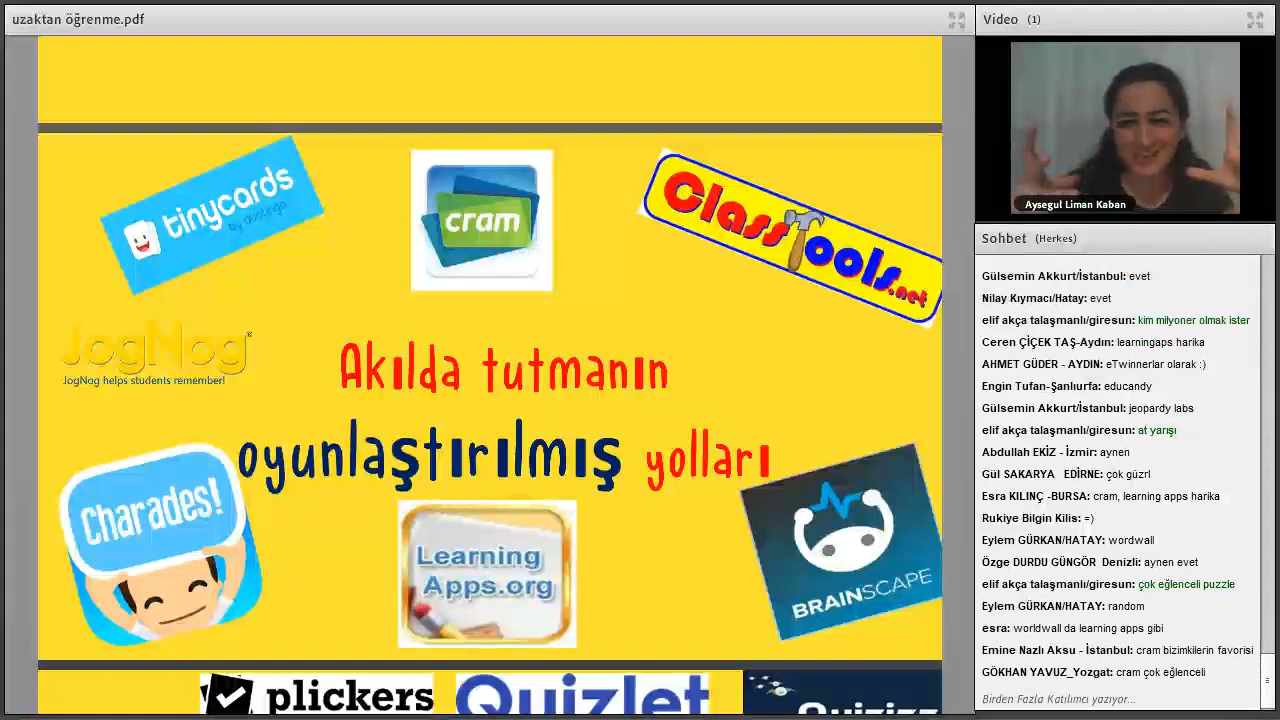 uzaktan öğrenme.pdf
tinycards
by duolingo
cram
ClassTools.net
JogNog®
JogNog helps students remember!
Akılda tutmanın
oyunlaştırılmış yolları
Charades!
Learning
Apps.org
BRAINSCAPE
plickers
Quizlet
Quizizz
Video (1)
Aysegul Liman Kaban
Sohbet (Herkes)
Gülsemin Akkurt/İstanbul: evet
Nilay Kıymacı/Hatay: evet
elif akça talaşmanlı/giresun: kim milyoner olmak ister
Ceren ÇİÇEK TAŞ-Aydın: learningaps harika
AHMET GÜDER - AYDIN: eTwinnerlar olarak :)
Engin Tufan-Şanlıurfa: educandy
Gülsemin Akkurt/İstanbul: jeopardy labs
elif akça talaşmanlı/giresun: at yarışı
Abdullah EKİZ - İzmir: aynen
Gül SAKARYA EDİRNE: çok güzrl
Esra KILINÇ -BURSA: cram, learning apps harika
Rukiye Bilgin Kilis: =)
Eylem GÜRKAN/HATAY: wordwall
Özge DURDU GÜNGÖR Denizli: aynen evet
elif akça talaşmanlı/giresun: çok eğlenceli puzzle
Eylem GÜRKAN/HATAY: random
esra: worldwall da learning apps gibi
Emine Nazlı Aksu - İstanbul: cram bizimkilerin favorisi
GÖKHAN YAVUZ_Yozgat: cram çok eğlenceli
Birden Fazla Katılımcı yazıyor...